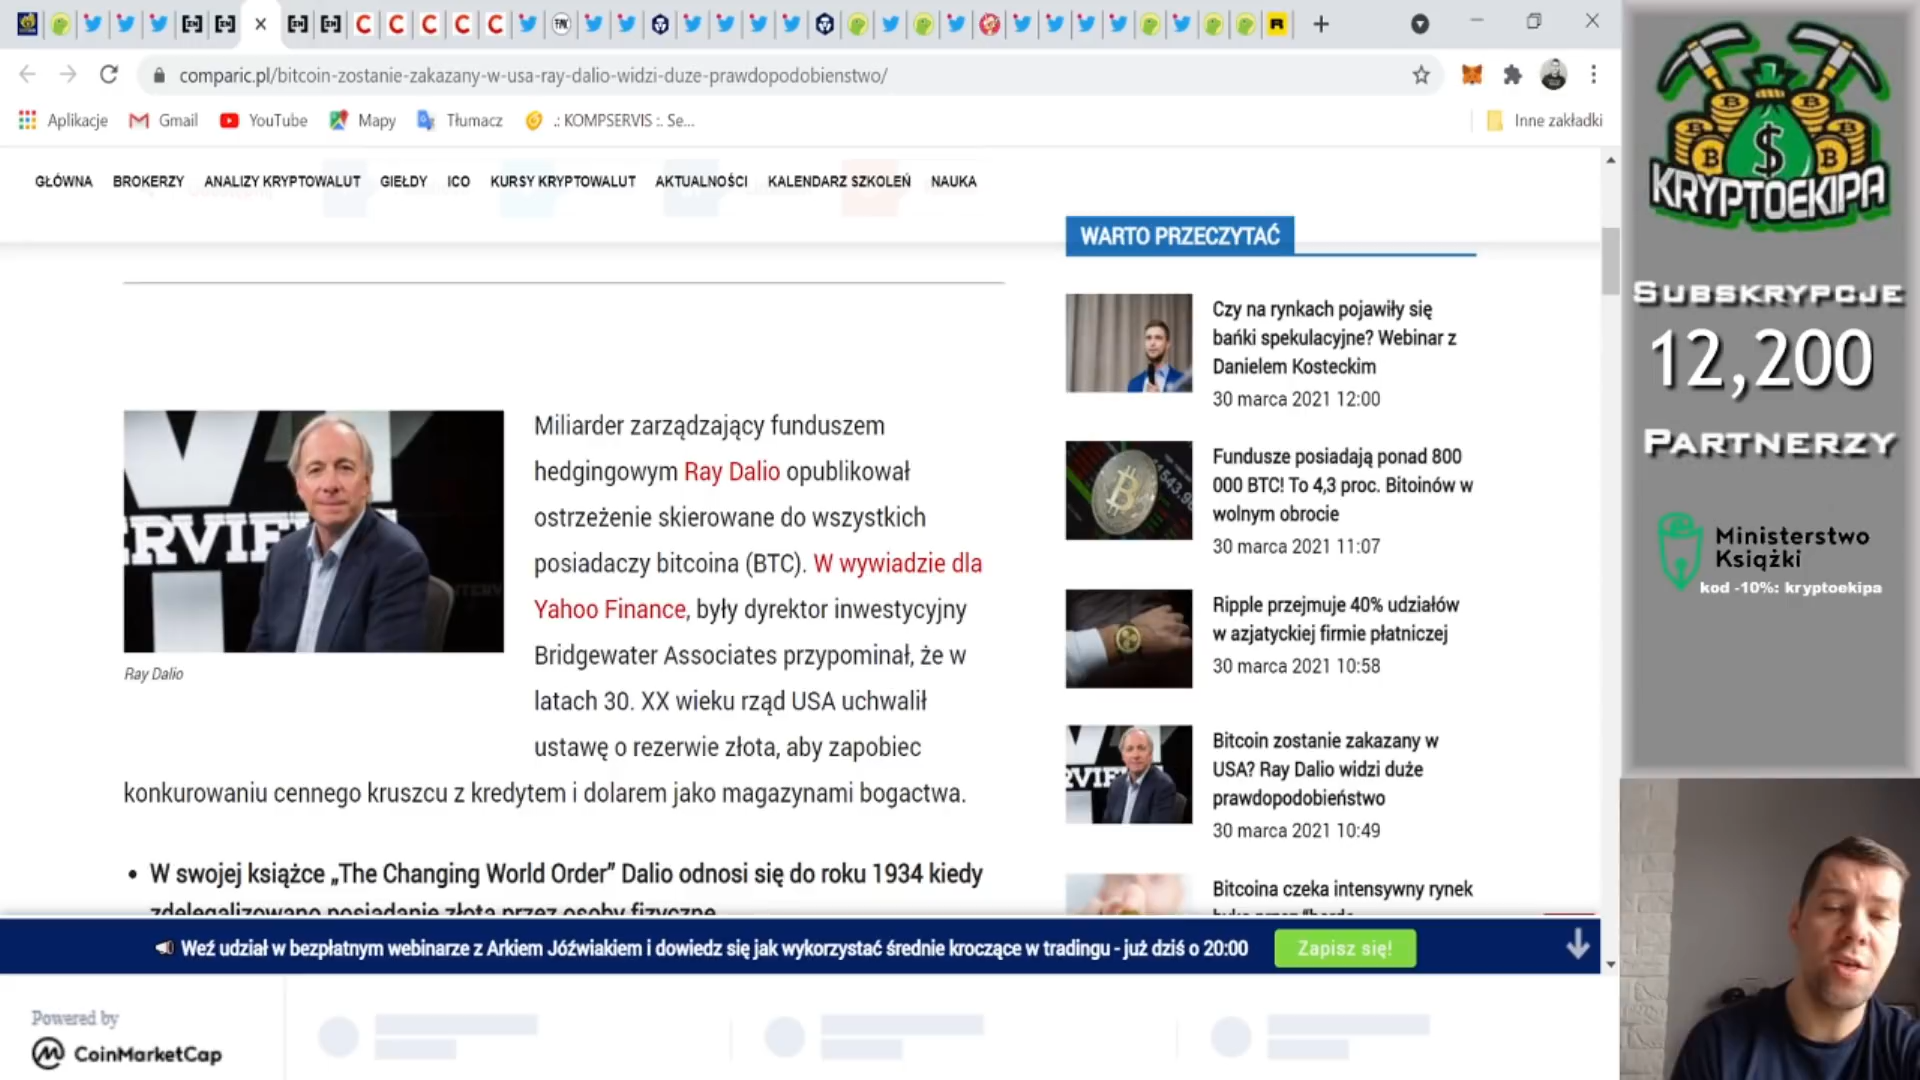 comparic.pl/bitcoin-zostanie-zakazany-w-usa-ray-dalio-widzi-duze-prawdopodobienstwo/
Aplikacje
Gmail
YouTube
Mapy
Tłumacz
.: KOMPSERVIS :. Se...
Inne zakładki
GŁÓWNA
BROKERZY
ANALIZY KRYPTOWALUT
GIEŁDY
ICO
KURSY KRYPTOWALUT
AKTUALNOŚCI
KALENDARZ SZKOLEŃ
NAUKA
Miliarder zarządzający funduszem
hedgingowym Ray Dalio opublikował
ostrzeżenie skierowane do wszystkich
posiadaczy bitcoina (BTC). W wywiadzie dla
Yahoo Finance, były dyrektor inwestycyjny
Bridgewater Associates przypominał, że w
latach 30. XX wieku rząd USA uchwalił
ustawę o rezerwie złota, aby zapobiec
konkurowaniu cennego kruszcu z kredytem i dolarem jako magazynami bogactwa.
Ray Dalio
• W swojej książce „The Changing World Order” Dalio odnosi się do roku 1934 kiedy
zdelegalizowano posiadanie złota przez osoby fizyczne
WARTO PRZECZYTAĆ
Czy na rynkach pojawiły się
bańki spekulacyjne? Webinar z
Danielem Kosteckim
30 marca 2021 12:00
Fundusze posiadają ponad 800
000 BTC! To 4,3 proc. Bitoinów w
wolnym obrocie
30 marca 2021 11:07
Ripple przejmuje 40% udziałów
w azjatyckiej firmie płatniczej
30 marca 2021 10:58
Bitcoin zostanie zakazany w
USA? Ray Dalio widzi duże
prawdopodobieństwo
30 marca 2021 10:49
Bitcoina czeka intensywny rynek
Weź udział w bezpłatnym webinarze z Arkiem Jóźwiakiem i dowiedz się jak wykorzystać średnie kroczące w tradingu - już dziś o 20:00
Zapisz się!
Powered by
CoinMarketCap
KRYPTOEKIPA
SUBSKRYPCJE
12,200
PARTNERZY
Ministerstwo
Książki
kod -10%: kryptoekipa